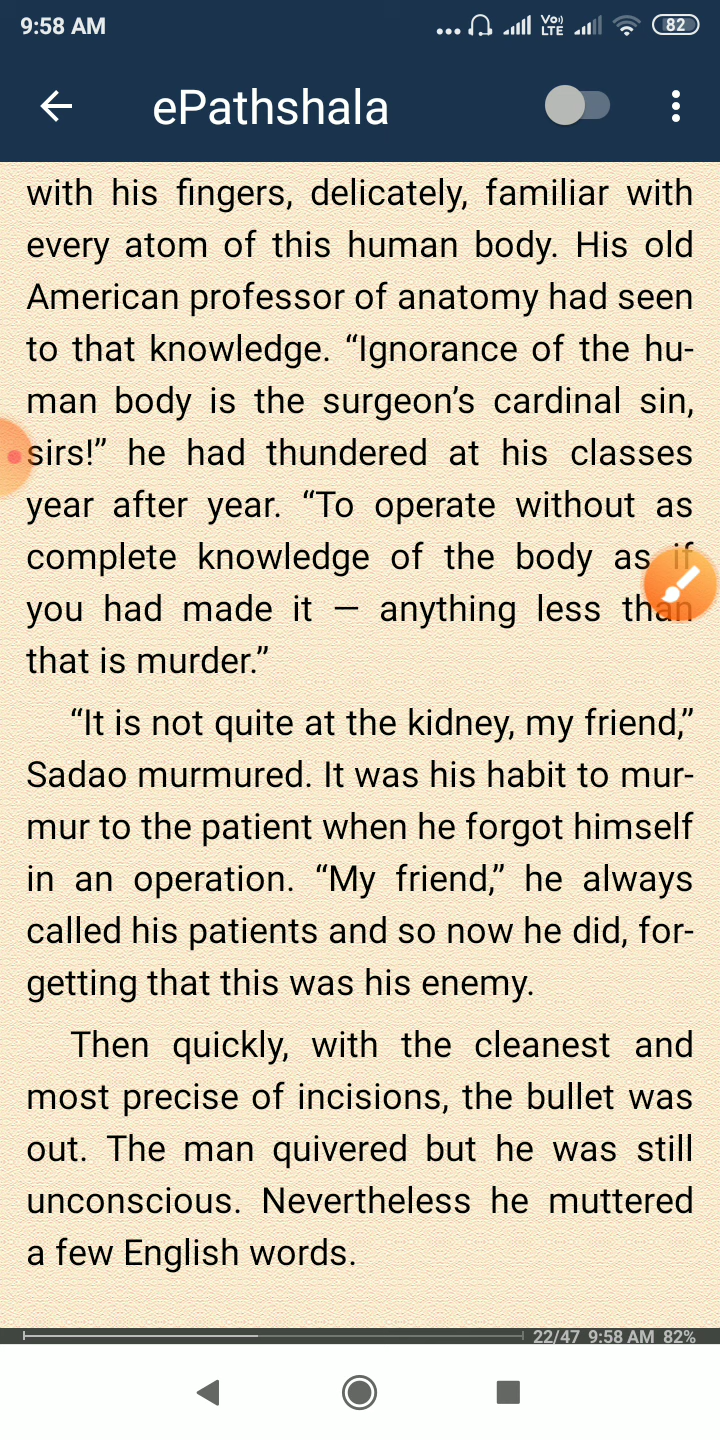 9:58 AM
Vo)) LTE
82
ePathshala
with his fingers, delicately, familiar with
every atom of this human body. His old
American professor of anatomy had seen
to that knowledge. “Ignorance of the hu-
man body is the surgeon’s cardinal sin,
sirs!” he had thundered at his classes
year after year. “To operate without as
complete knowledge of the body as if
you had made it — anything less than
that is murder.”
“It is not quite at the kidney, my friend,”
Sadao murmured. It was his habit to mur-
mur to the patient when he forgot himself
in an operation. “My friend,” he always
called his patients and so now he did, for-
getting that this was his enemy.
Then quickly, with the cleanest and
most precise of incisions, the bullet was
out. The man quivered but he was still
unconscious. Nevertheless he muttered
a few English words.
22/47 9:58 AM 82%